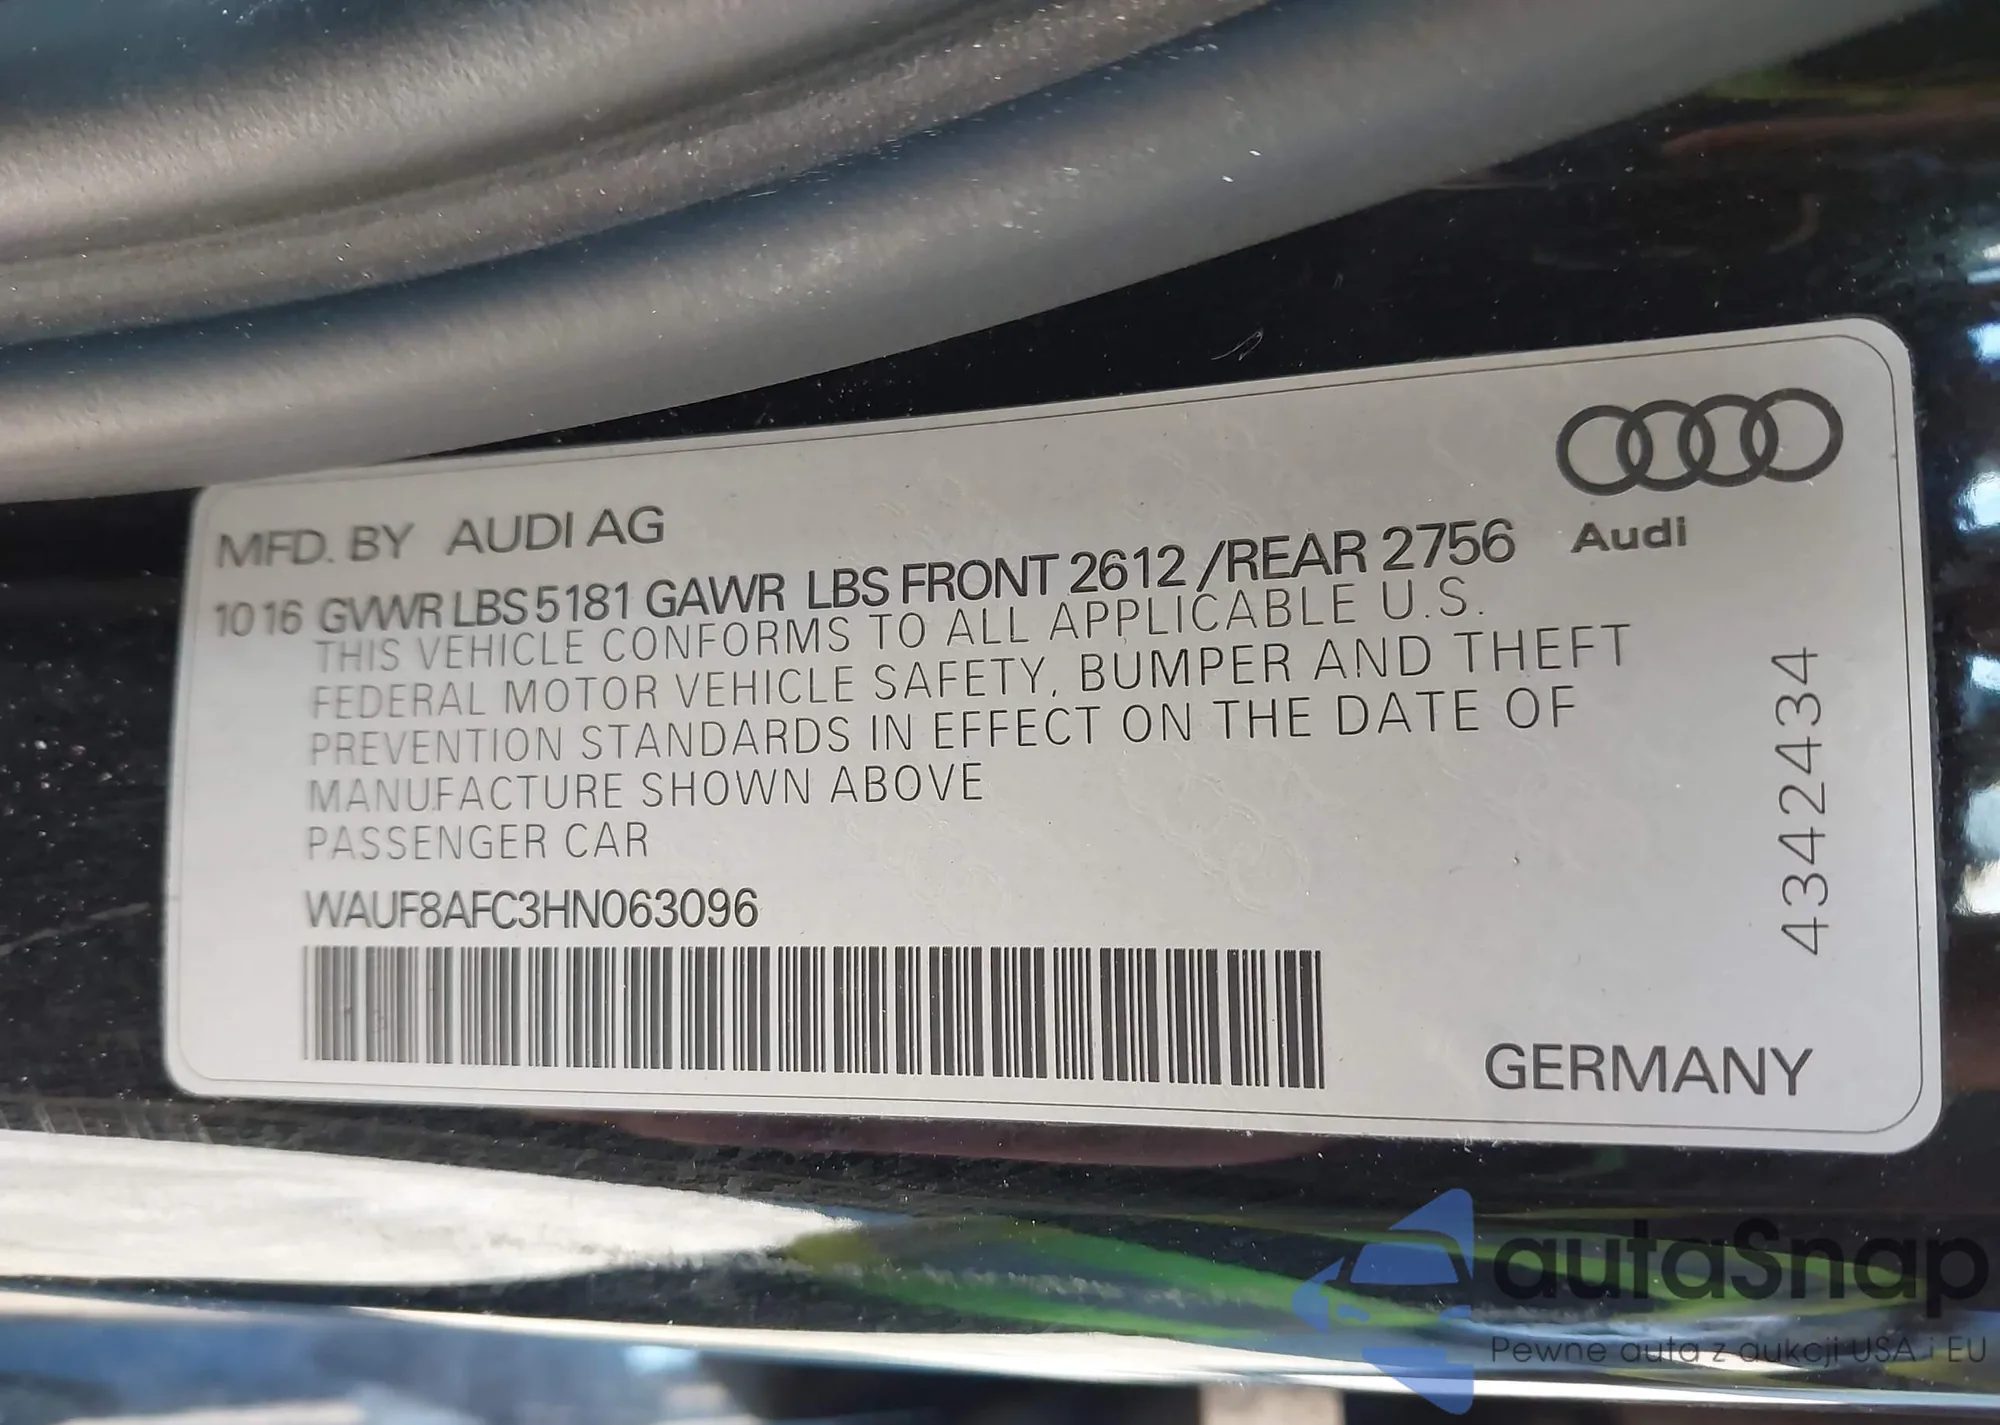 MFD. BY AUDI AG
Audi
10 16 GVWR LBS 5181 GAWR LBS FRONT 2612 /REAR 2756
THIS VEHICLE CONFORMS TO ALL APPLICABLE U.S.
FEDERAL MOTOR VEHICLE SAFETY, BUMPER AND THEFT
PREVENTION STANDARDS IN EFFECT ON THE DATE OF
MANUFACTURE SHOWN ABOVE
PASSENGER CAR
WAUF8AFC3HN063096
4342434
GERMANY
autaSnap
Pewne auta z aukcji USA i EU